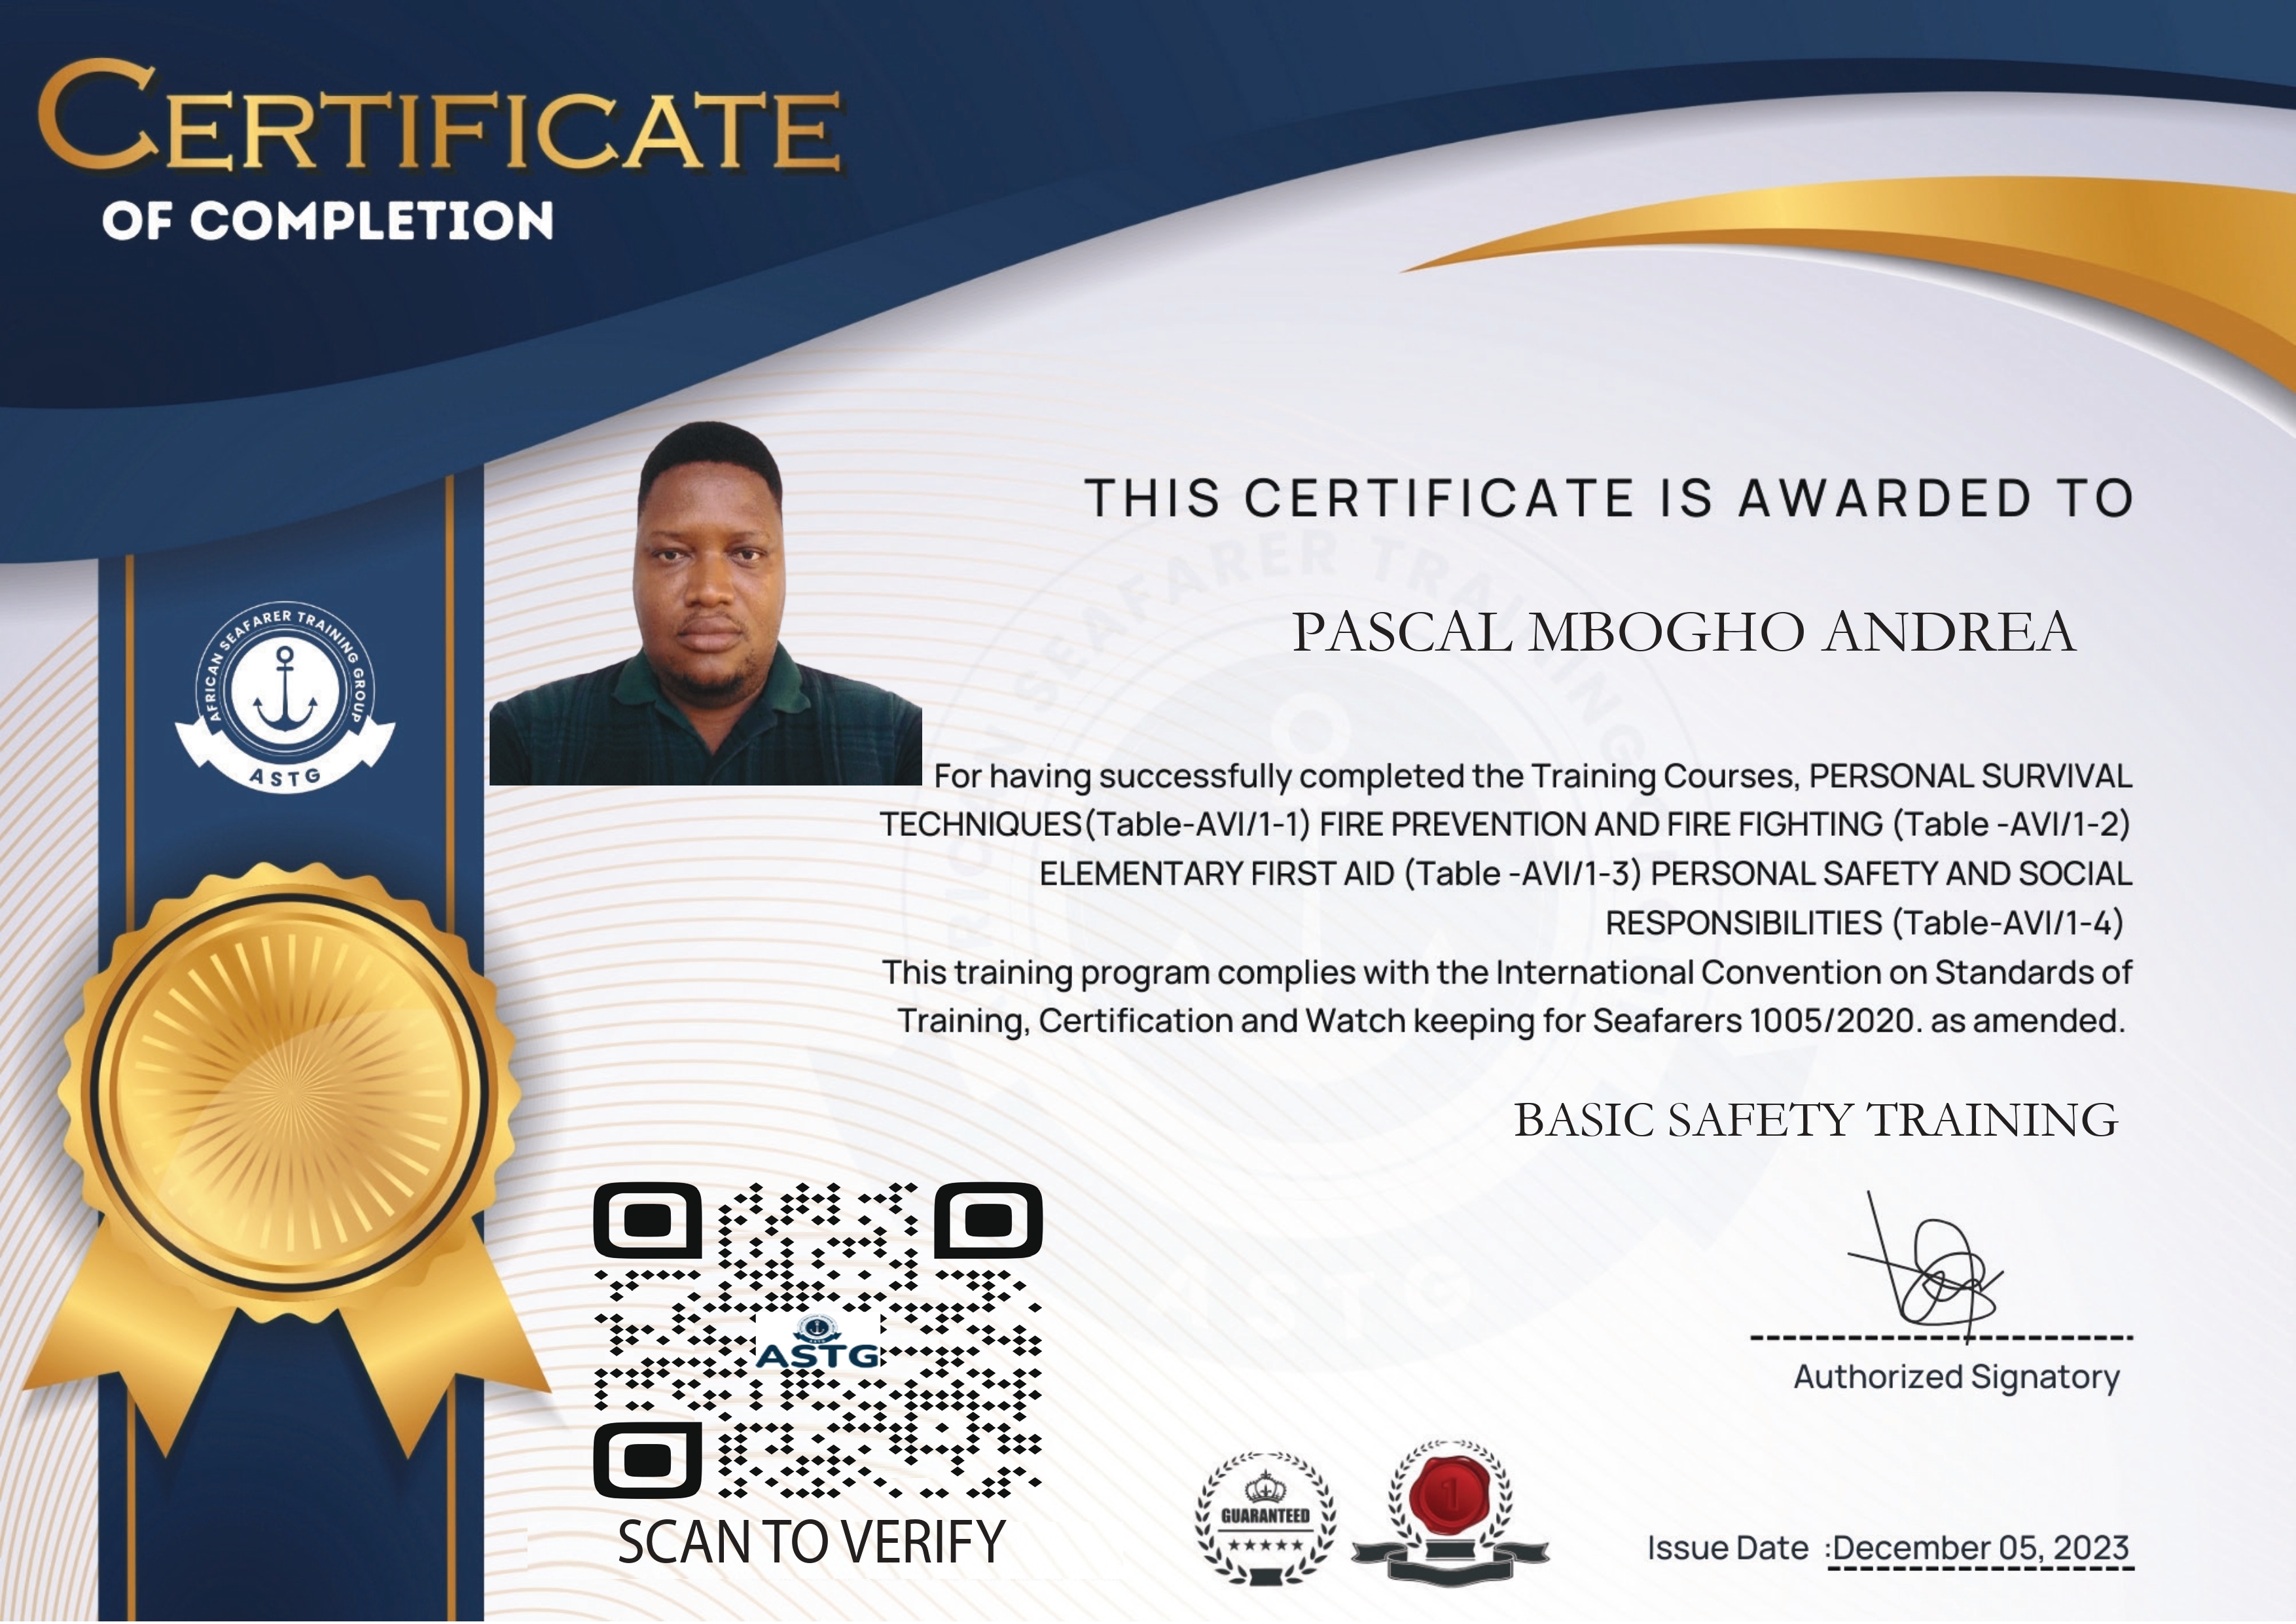 CERTIFICATE
OF COMPLETION
THIS CERTIFICATE IS AWARDED TO
PASCAL MBOGHO ANDREA
AFRICAN SEAFARER TRAINING GROUP
ASTG
For having successfully completed the Training Courses, PERSONAL SURVIVAL
TECHNIQUES(Table-AVI/1-1) FIRE PREVENTION AND FIRE FIGHTING (Table -AVI/1-2)
ELEMENTARY FIRST AID (Table -AVI/1-3) PERSONAL SAFETY AND SOCIAL
RESPONSIBILITIES (Table-AVI/1-4)
This training program complies with the International Convention on Standards of
Training, Certification and Watch keeping for Seafarers 1005/2020. as amended.
BASIC SAFETY TRAINING
ASTG
SCAN TO VERIFY
Authorized Signatory
GUARANTEED
1
Issue Date :December 05, 2023